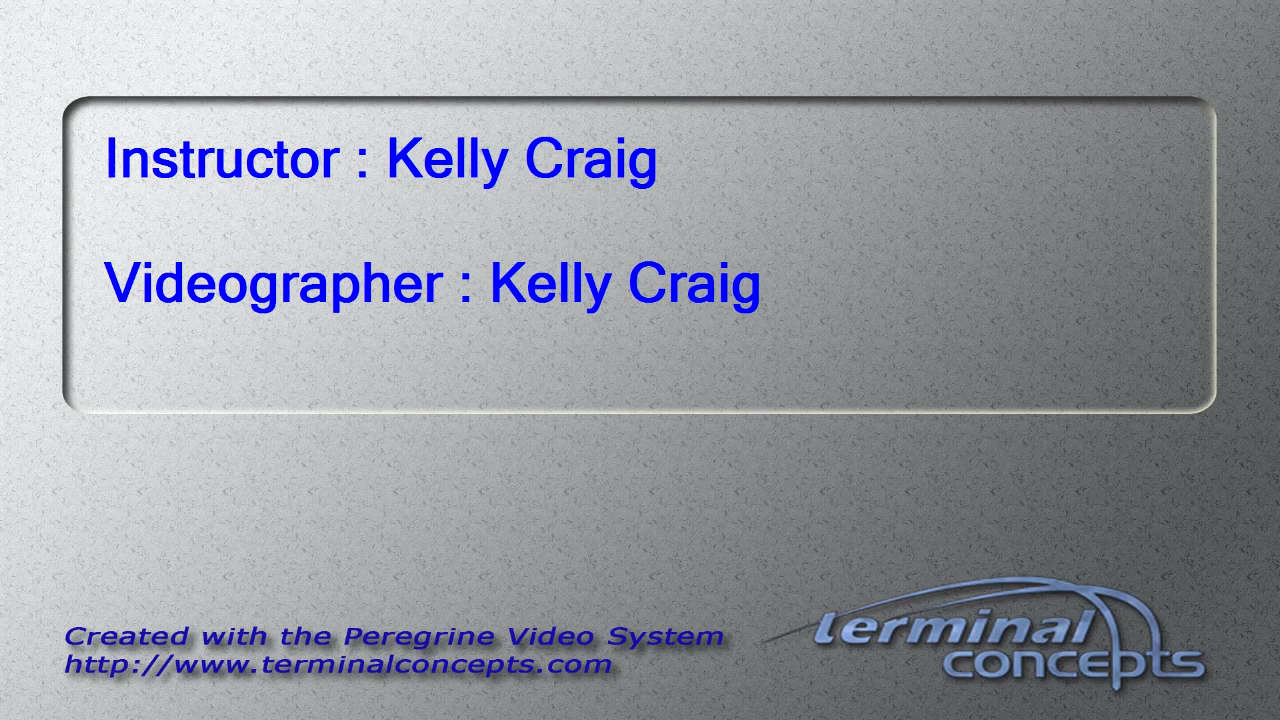 Instructor : Kelly Craig
Videographer : Kelly Craig
Created with the Peregrine Video System
http://www.terminalconcepts.com
terminal
concepts